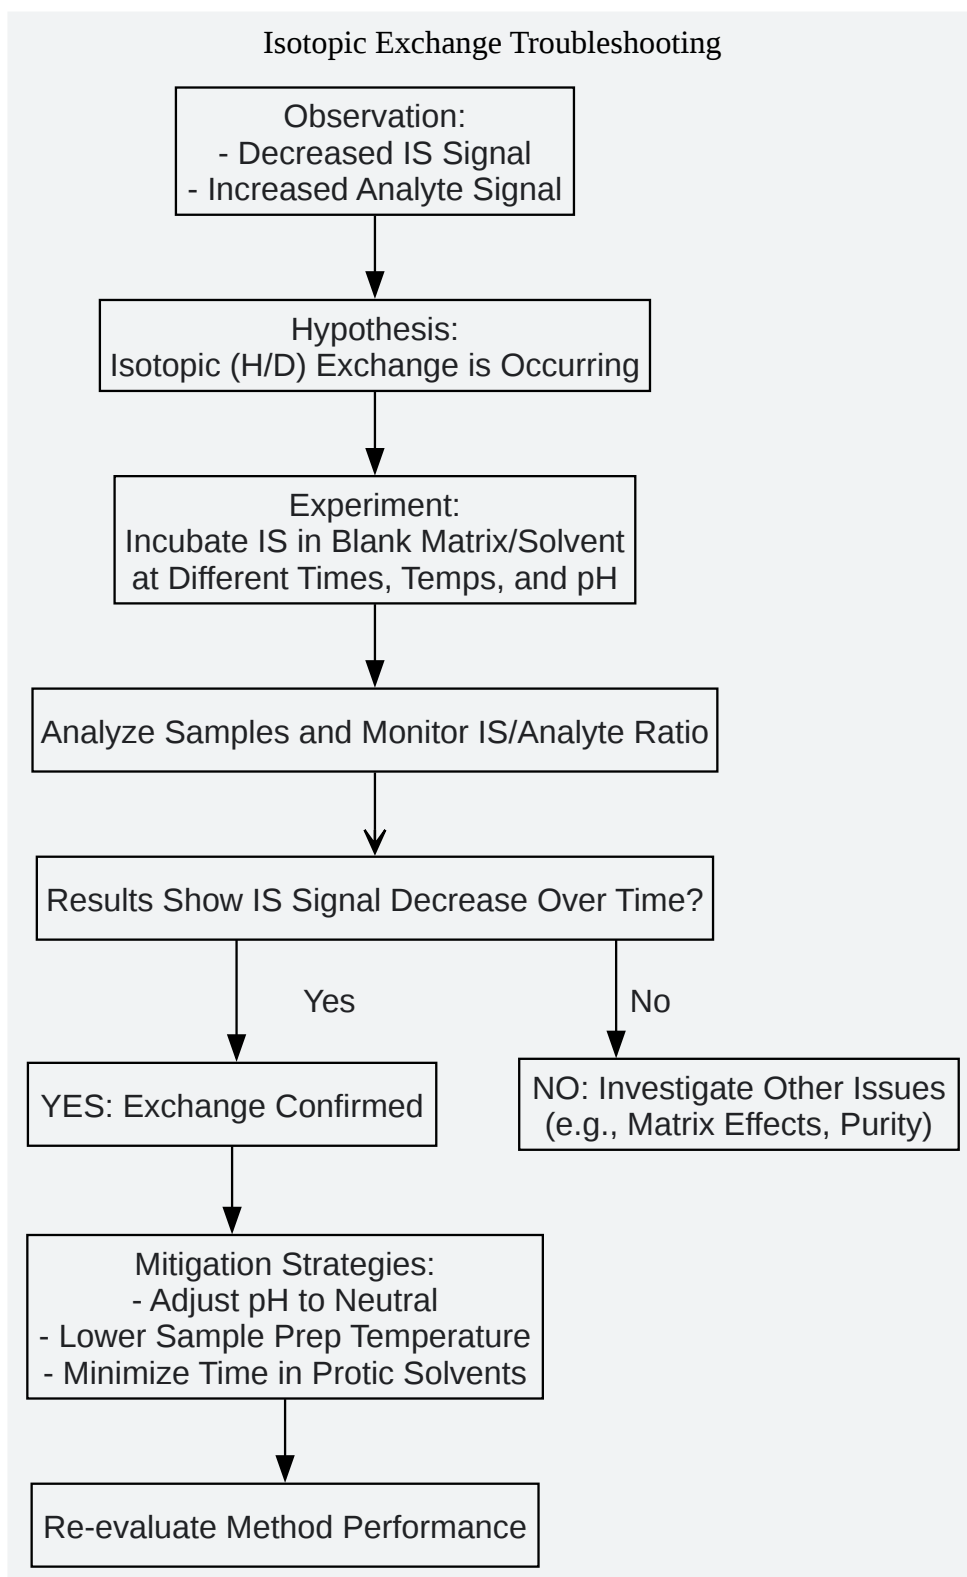 Isotopic Exchange Troubleshooting
Observation:
- Decreased IS Signal
- Increased Analyte Signal
Hypothesis:
Isotopic (H/D) Exchange is Occurring
Experiment:
Incubate IS in Blank Matrix/Solvent
at Different Times, Temps, and pH
Analyze Samples and Monitor IS/Analyte Ratio
Results Show IS Signal Decrease Over Time?
Yes
No
YES: Exchange Confirmed
NO: Investigate Other Issues
(e.g., Matrix Effects, Purity)
Mitigation Strategies:
- Adjust pH to Neutral
- Lower Sample Prep Temperature
- Minimize Time in Protic Solvents
Re-evaluate Method Performance